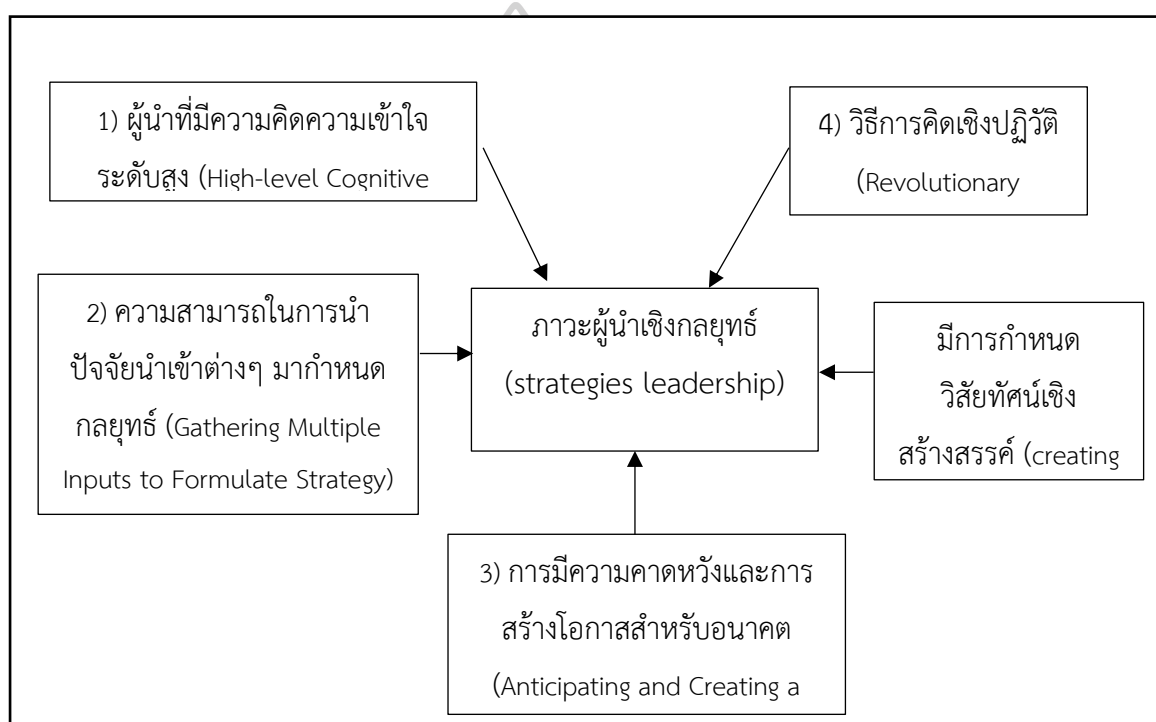 1) ผู้นำที่มีความคิดความเข้าใจ
ระดับสูง (High-level Cognitive
4) วิธีการคิดเชิงปฏิวัติ
(Revolutionary
2) ความสามารถในการนำ
ปัจจัยนำเข้าต่างๆ มากำหนด
กลยุทธ์ (Gathering Multiple
Inputs to Formulate Strategy)
ภาวะผู้นำเชิงกลยุทธ์
(strategies leadership)
มีการกำหนด
วิสัยทัศน์เชิง
สร้างสรรค์ (creating
3) การมีความคาดหวังและการ
สร้างโอกาสสำหรับอนาคต
(Anticipating and Creating a